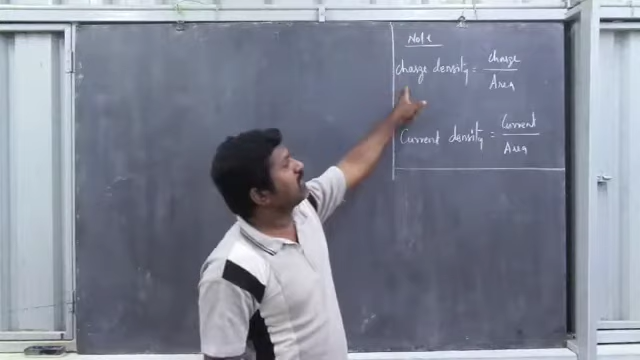 Note
Charge density = Charge / Area
Current density = Current / Area